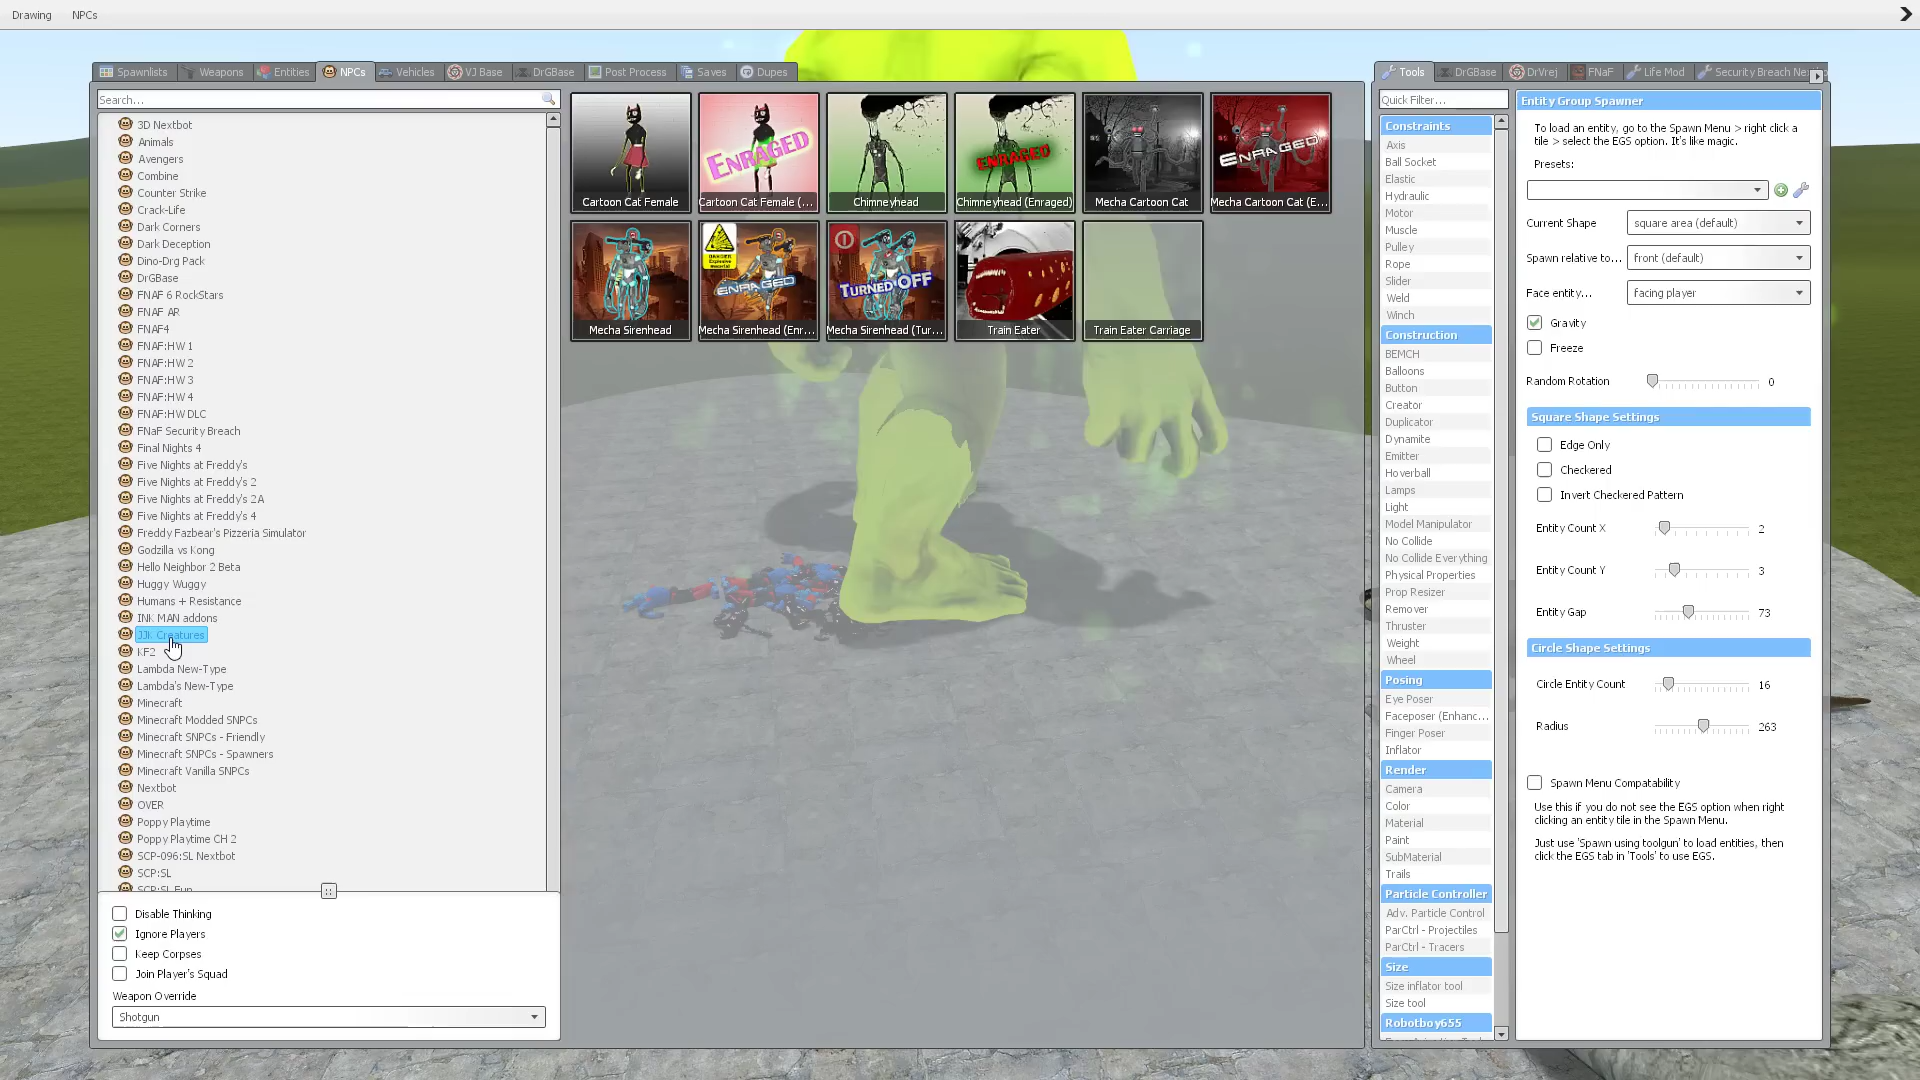 Drawing NPCs
Spawnlists Weapons Entities NPCs Vehicles VJ Base DrGBase Post Process Saves Dupes
Search...
3D Nextbot
Animals
Avengers
Combine
Counter Strike
Crack-Life
Dark Corners
Dark Deception
Dino-Drg Pack
DrGBase
FNAF 6 RockStars
FNAF AR
FNAF4
FNAF:HW 1
FNAF:HW 2
FNAF:HW 3
FNAF:HW 4
FNAF:HW DLC
FNaF Security Breach
Final Nights 4
Five Nights at Freddy's
Five Nights at Freddy's 2
Five Nights at Freddy's 2A
Five Nights at Freddy's 4
Freddy Fazbear's Pizzeria Simulator
Godzilla vs Kong
Hello Neighbor 2 Beta
Huggy Wuggy
Humans + Resistance
INK MAN addons
JJK Creatures
KF2
Lambda New-Type
Lambda's New-Type
Minecraft
Minecraft Modded SNPCs
Minecraft SNPCs - Friendly
Minecraft SNPCs - Spawners
Minecraft Vanilla SNPCs
Nextbot
OVER
Poppy Playtime
Poppy Playtime CH 2
SCP-096:SL Nextbot
SCP:SL
SCP:SL Fun
Disable Thinking
Ignore Players
Keep Corpses
Join Player's Squad
Weapon Override
Shotgun
ENRAGED ENRAGED ENRAGED
Cartoon Cat Female Cartoon Cat Female (... Chimneyhead Chimneyhead (Enraged) Mecha Cartoon Cat Mecha Cartoon Cat (E...
DANGER
ENRAGED TURNED OFF
Mecha Sirenhead Mecha Sirenhead (Enr... Mecha Sirenhead (Tur... Train Eater Train Eater Carriage
Tools DrGBase DrVrej FNaF Life Mod Security Breach Ne
Quick Filter...
Constraints
Axis
Ball Socket
Elastic
Hydraulic
Motor
Muscle
Pulley
Rope
Slider
Weld
Winch
Construction
BEMCH
Balloons
Button
Creator
Duplicator
Dynamite
Emitter
Hoverball
Lamps
Light
Model Manipulator
No Collide
No Collide Everything
Physical Properties
Prop Resizer
Remover
Thruster
Weight
Wheel
Posing
Eye Poser
Faceposer (Enhanc...
Finger Poser
Inflator
Render
Camera
Color
Material
Paint
SubMaterial
Trails
Particle Controller
Adv. Particle Control
ParCtrl - Projectiles
ParCtrl - Tracers
Size
Size inflator tool
Size tool
Robotboy655
Entity Group Spawner
To load an entity, go to the Spawn Menu > right click a
tile > select the EGS option. It's like magic.
Presets:
Current Shape square area (default)
Spawn relative to... front (default)
Face entity... facing player
Gravity
Freeze
Random Rotation 0
Square Shape Settings
Edge Only
Checkered
Invert Checkered Pattern
Entity Count X 2
Entity Count Y 3
Entity Gap 73
Circle Shape Settings
Circle Entity Count 16
Radius 263
Spawn Menu Compatability
Use this if you do not see the EGS option when right
clicking an entity tile in the Spawn Menu.
Just use 'Spawn using toolgun' to load entities, then
click the EGS tab in 'Tools' to use EGS.